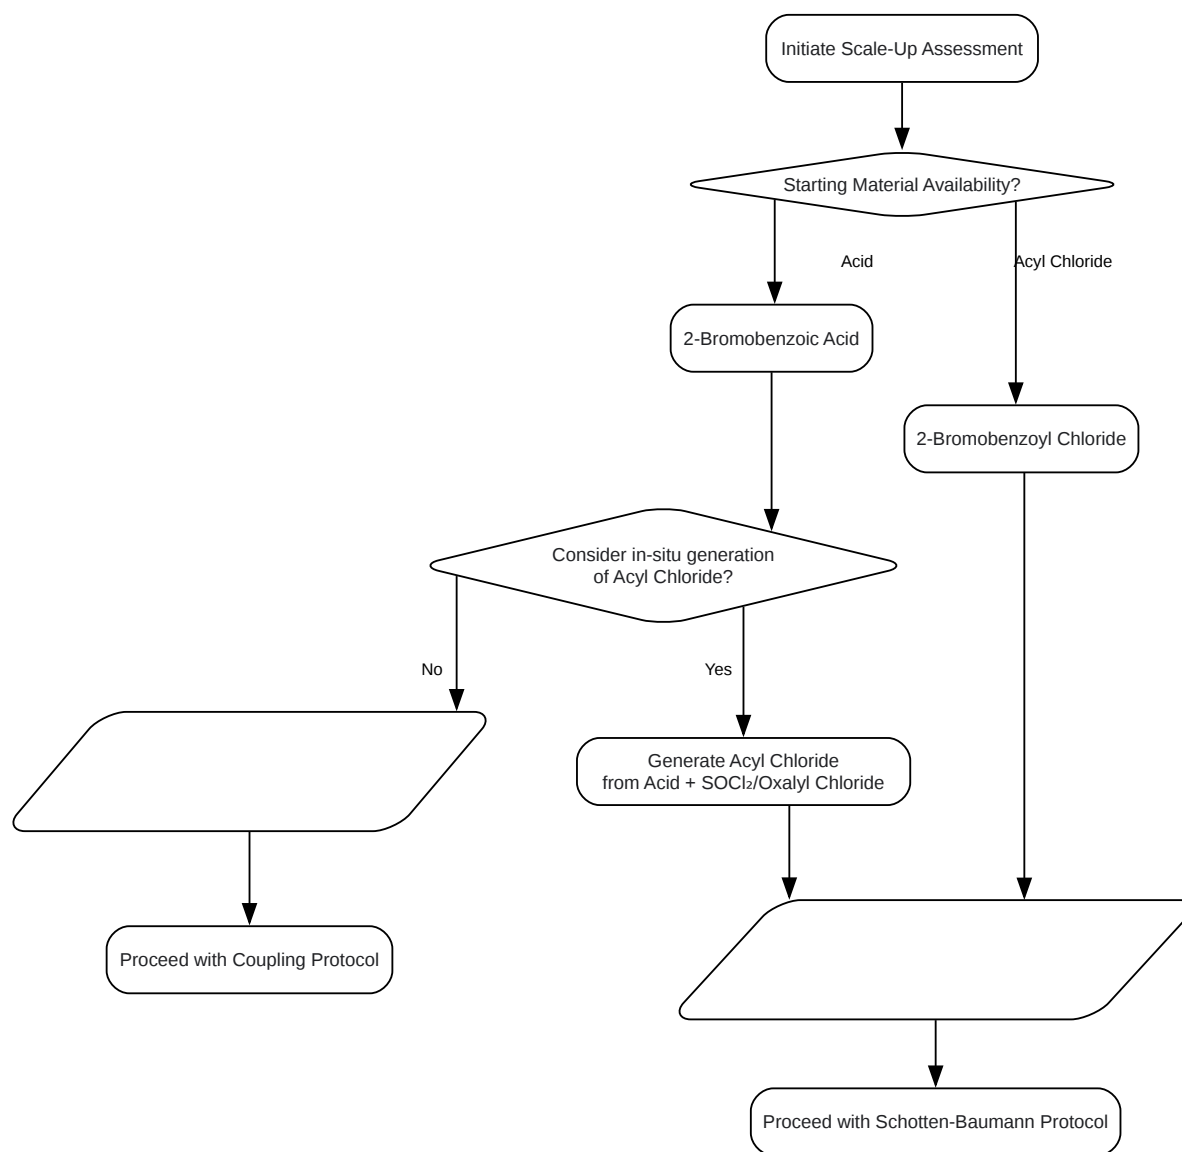 Initiate Scale-Up Assessment
Starting Material Availability?
Acid
Acyl Chloride
2-Bromobenzoic Acid
2-Bromobenzoyl Chloride
Consider in-situ generation
of Acyl Chloride?
No
Yes
Generate Acyl Chloride
from Acid + SOCl₂/Oxalyl Chloride
Proceed with Coupling Protocol
Proceed with Schotten-Baumann Protocol